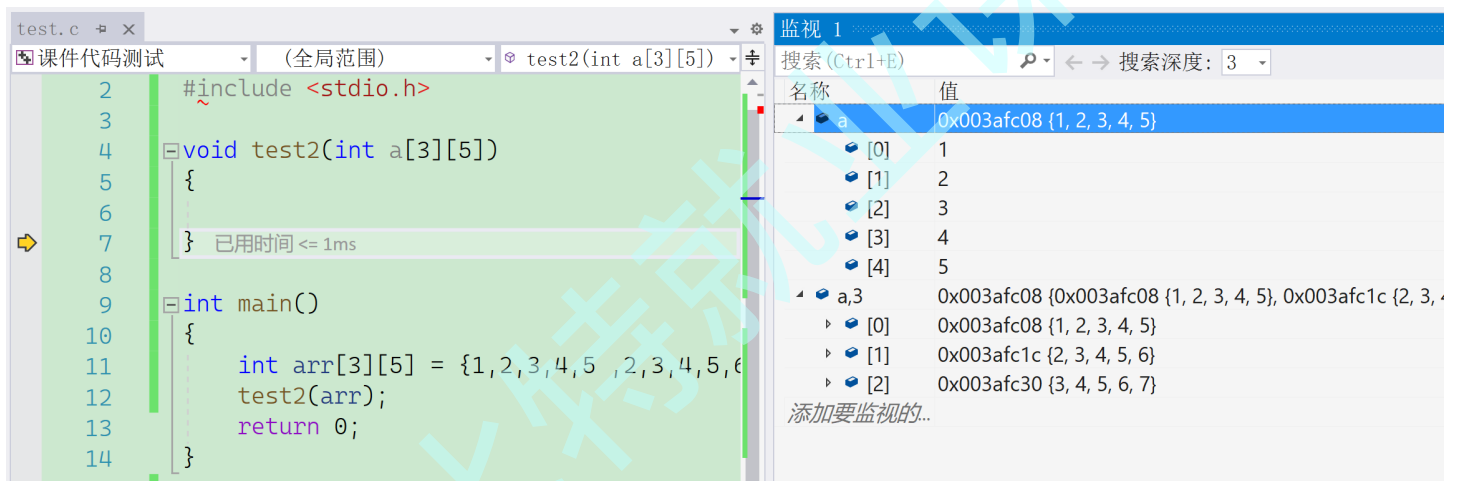 test.c
课件代码测试 (全局范围) test2(int a[3][5])
2 #include <stdio.h>
3
4 void test2(int a[3][5])
5 {
6
7 } 已用时间 <= 1ms
8
9 int main()
10 {
11 int arr[3][5] = {1,2,3,4,5 ,2,3,4,5,6
12 test2(arr);
13 return 0;
14 }
监视 1
搜索(Ctrl+E) 搜索深度: 3
名称 值
a 0x003afc08 {1, 2, 3, 4, 5}
[0] 1
[1] 2
[2] 3
[3] 4
[4] 5
a,3 0x003afc08 {0x003afc08 {1, 2, 3, 4, 5}, 0x003afc1c {2, 3,
[0] 0x003afc08 {1, 2, 3, 4, 5}
[1] 0x003afc1c {2, 3, 4, 5, 6}
[2] 0x003afc30 {3, 4, 5, 6, 7}
添加要监视的...
特就业课